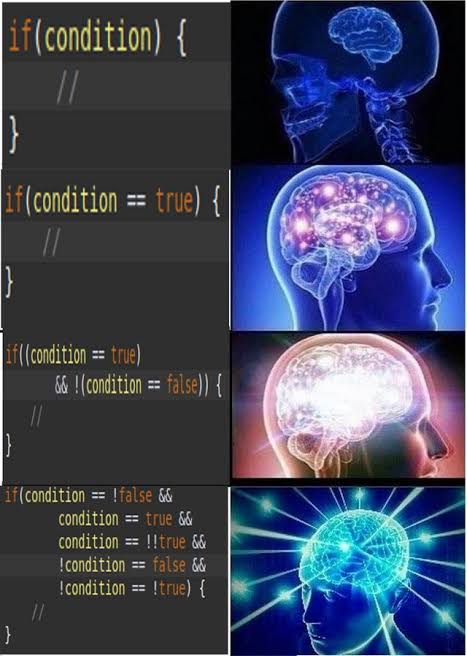 if(condition) {
//
}
if(condition == true) {
//
}
if((condition == true)
&& !(condition == false)) {
//
}
if(condition == !false &&
condition == true &&
condition == !!true &&
!condition == false &&
!condition == !true) {
//
}